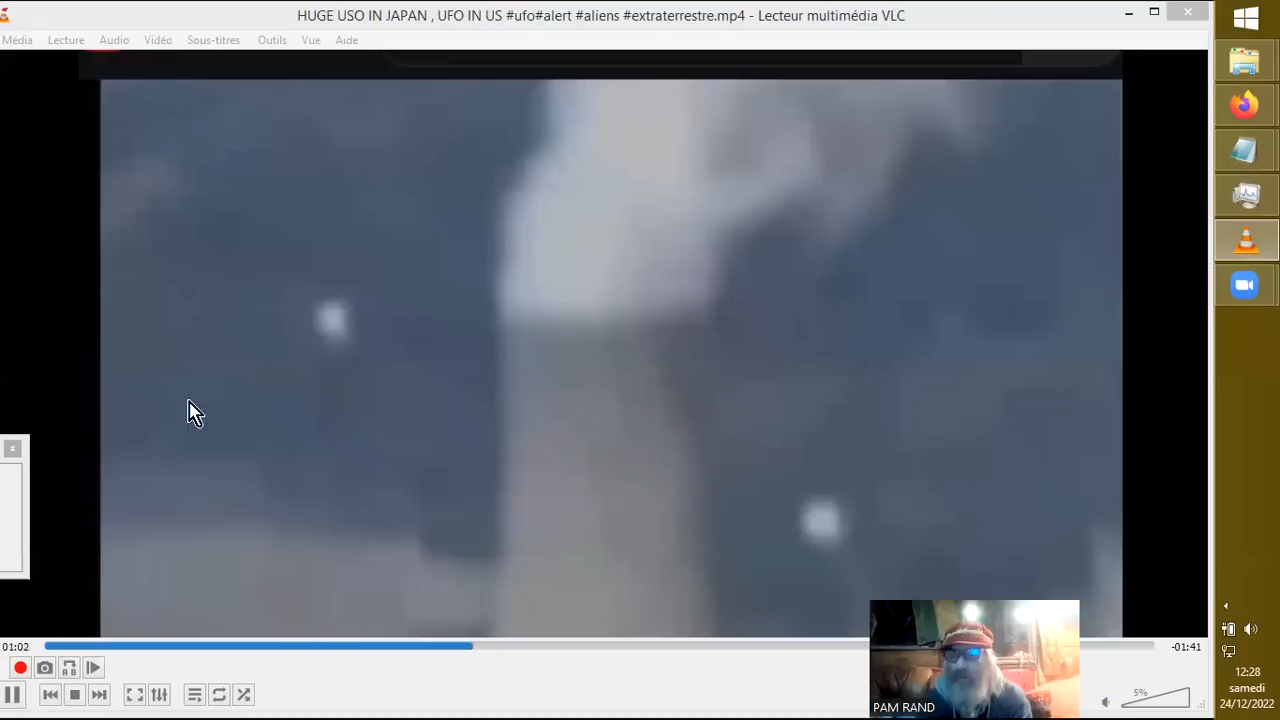 HUGE USO IN JAPAN , UFO IN US #ufo#alert #aliens #extraterrestre.mp4 - Lecteur multimédia VLC
Média Lecture Audio Vidéo Sous-titres Outils Vue Aide
x
01:02
-01:41
5%
PAM RAND
12:28
samedi
24/12/2022